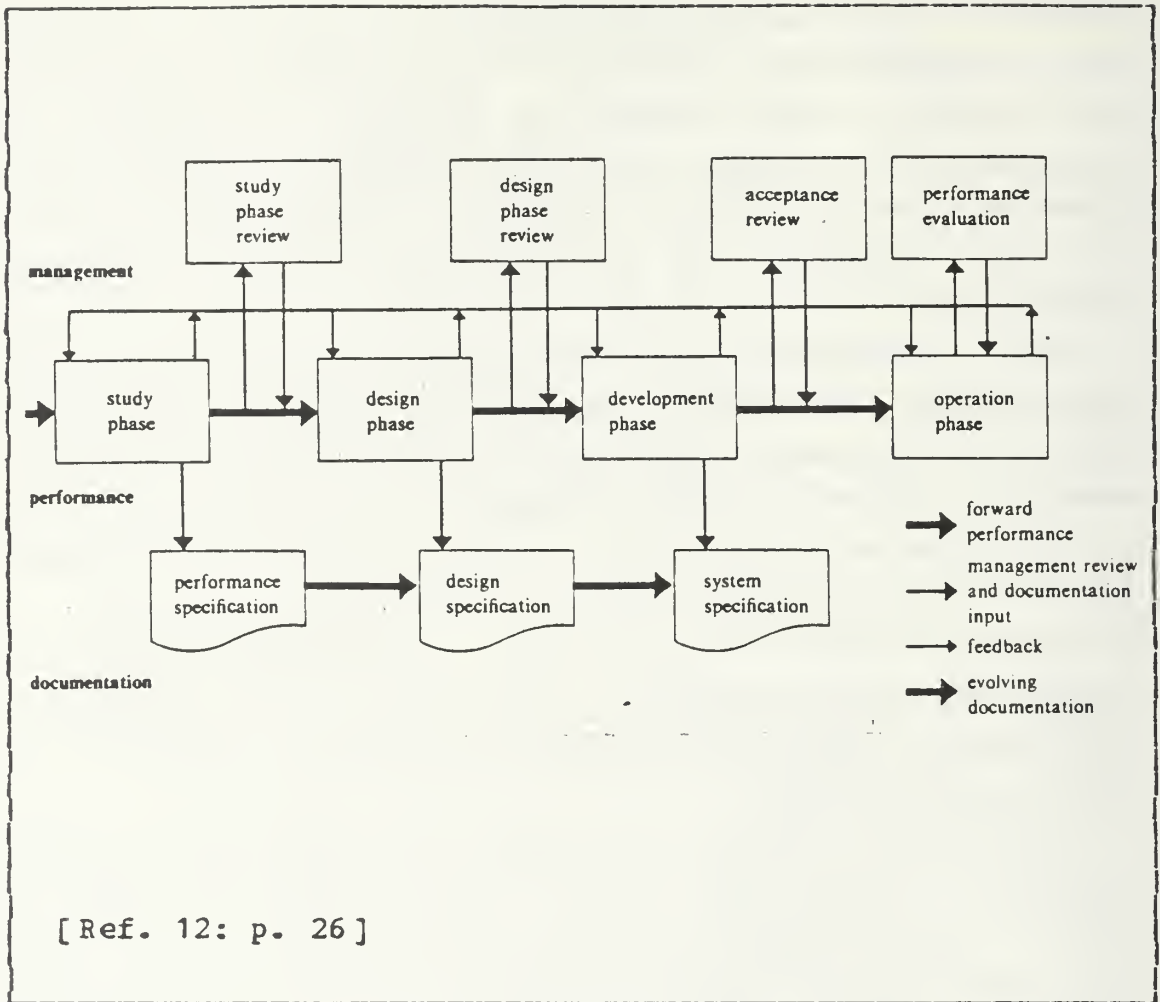 study
phase
review
design
phase
review
acceptance
review
performance
evaluation
management
study
phase
design
phase
development
phase
operation
phase
performance
forward
performance
management review
and documentation
input
feedback
evolving
documentation
performance
specification
design
specification
system
specification
documentation
[Ref. 12: p. 26]